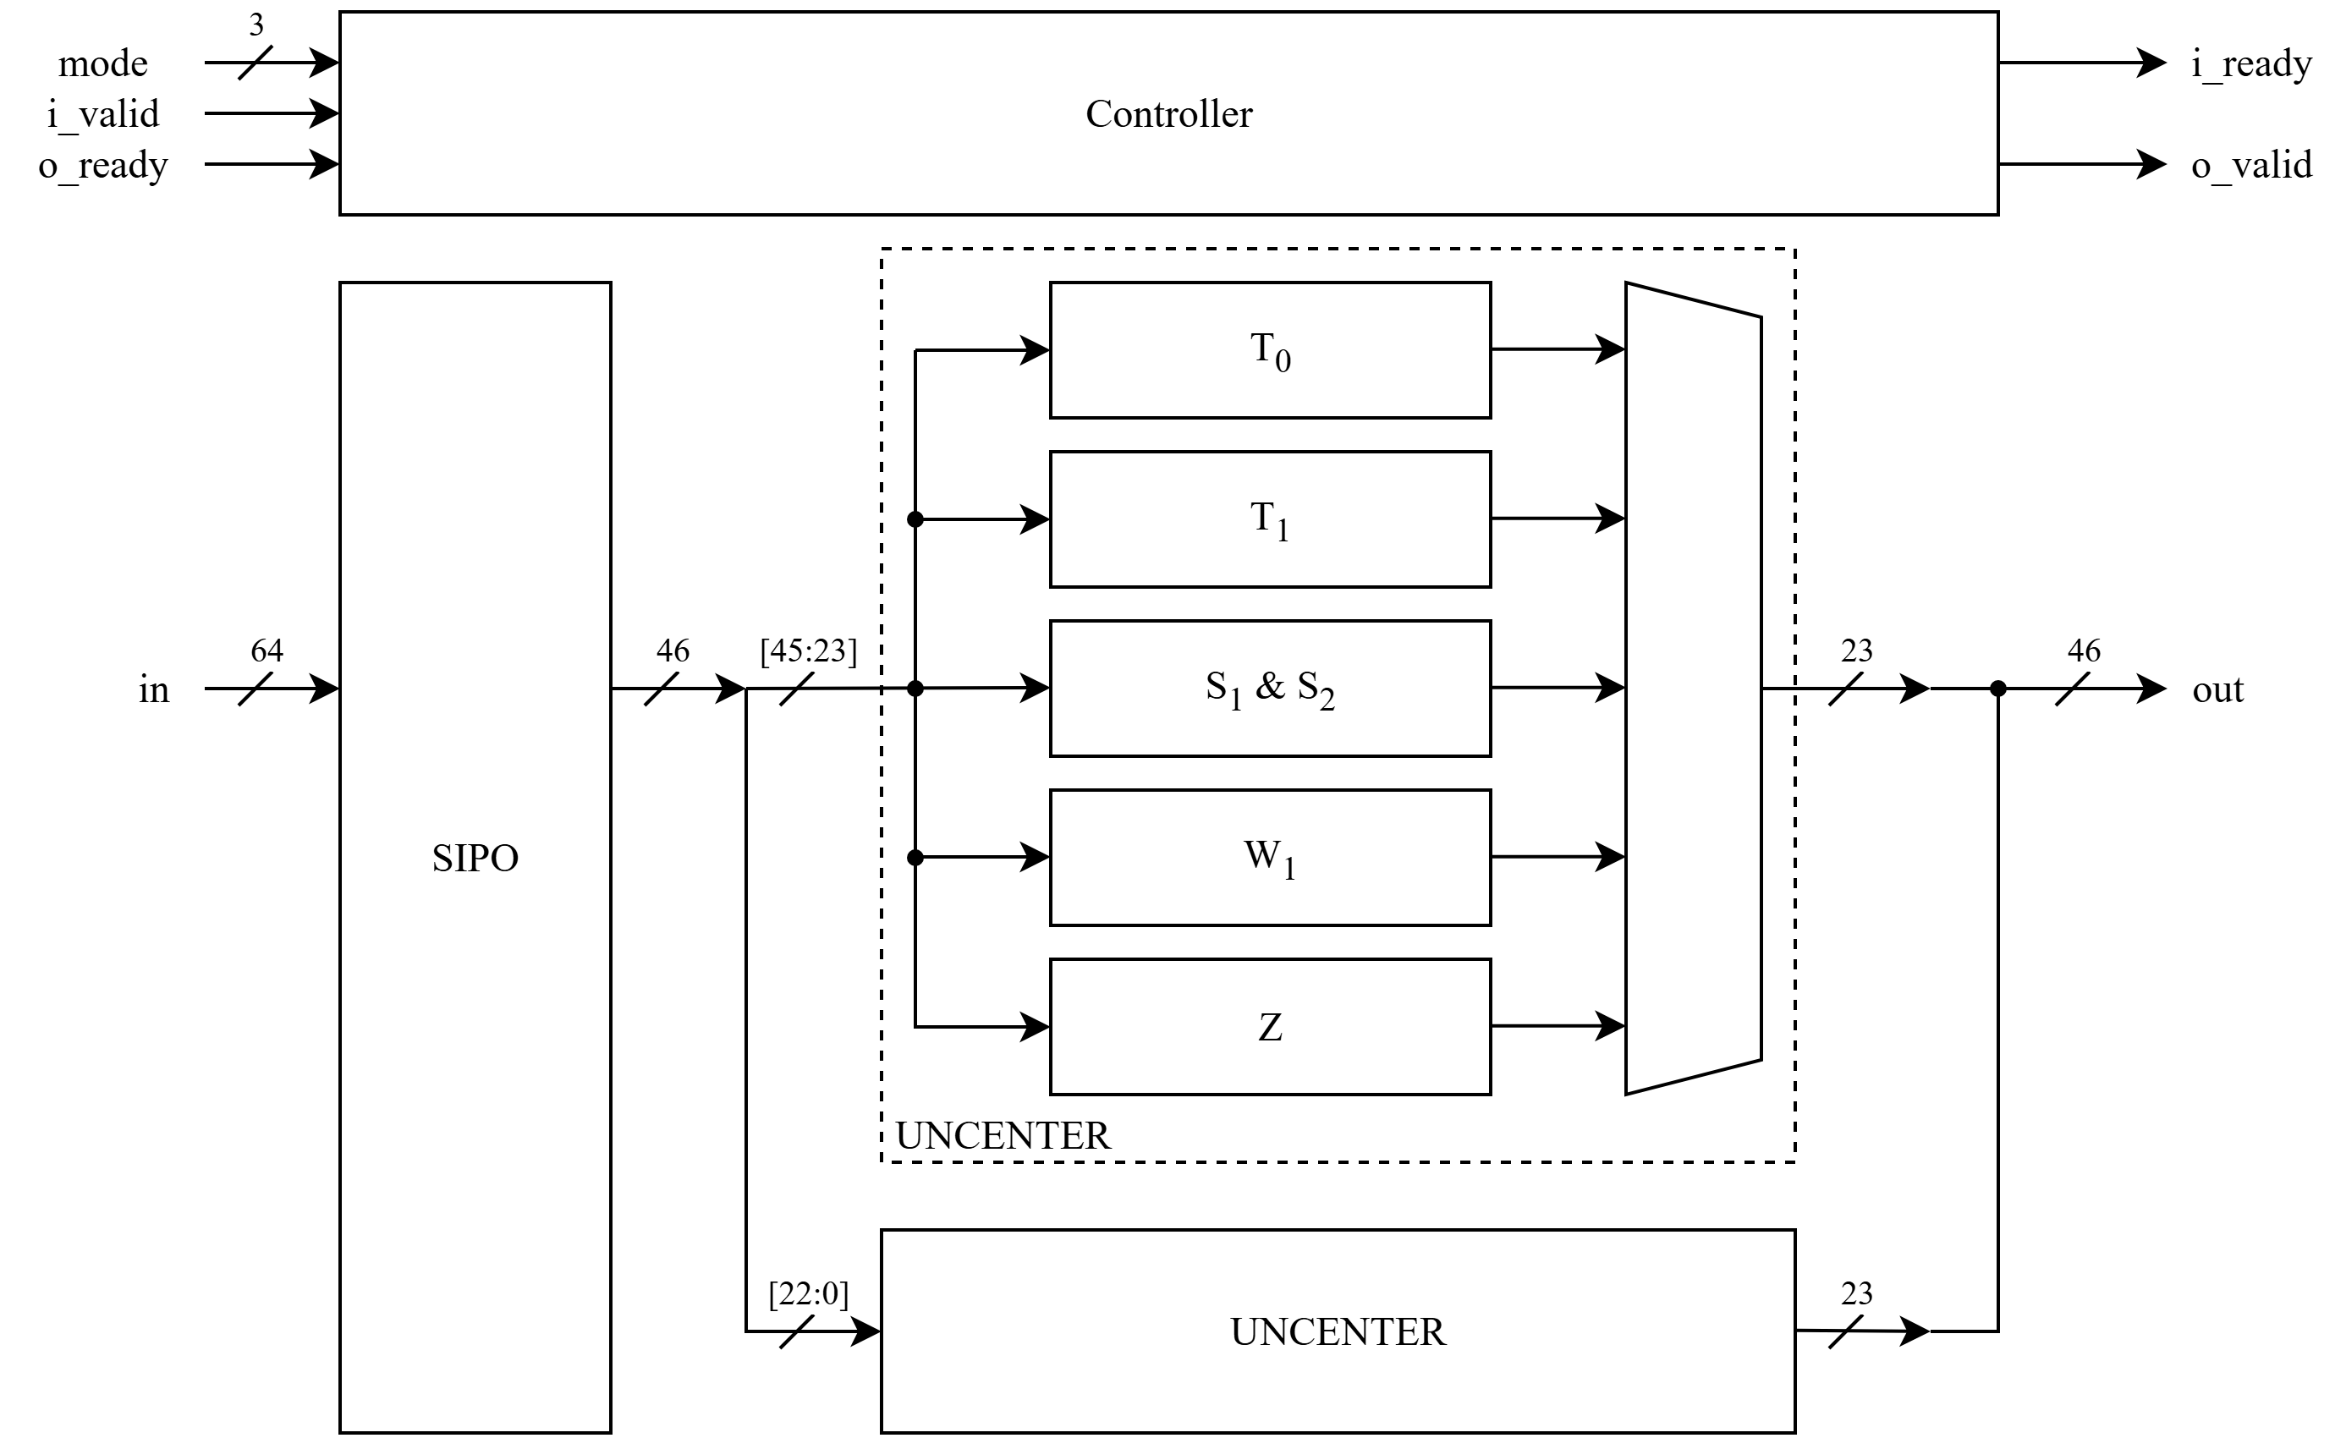 3
mode
i_valid
o_ready
Controller
i_ready
o_valid
T0
T1
in
64
46
[45:23]
S1 & S2
23
46
out
SIPO
W1
Z
UNCENTER
[22:0]
UNCENTER
23